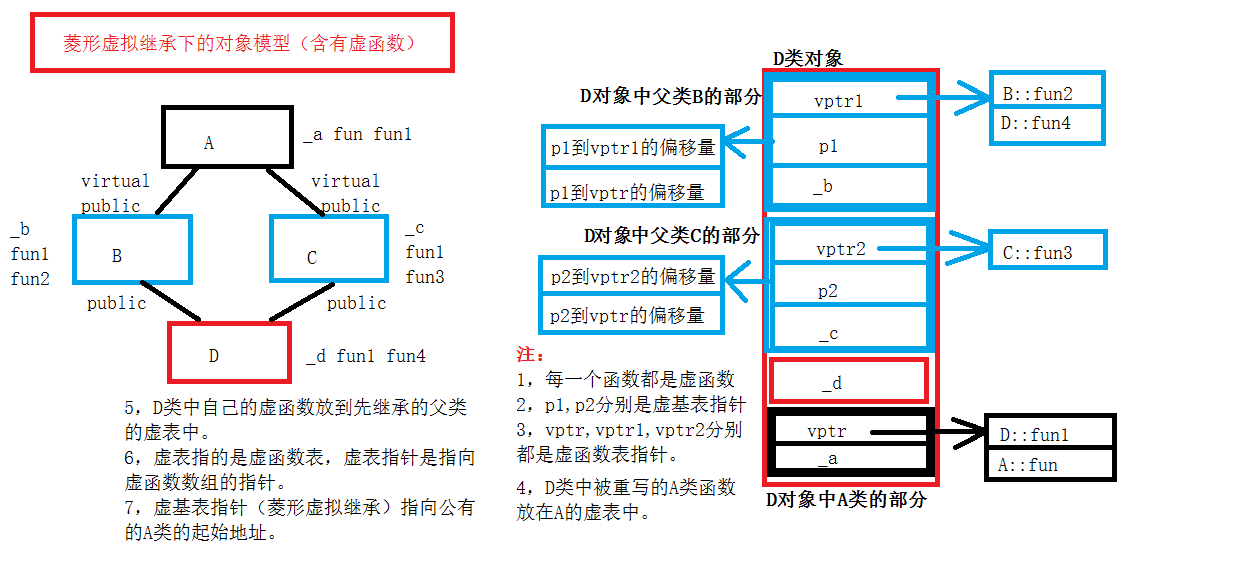 菱形虚拟继承下的对象模型（含有虚函数）
A
_a fun fun1
virtual
public
virtual
public
_b
fun1
fun2
B
C
_c
fun1
fun3
public
public
D
_d fun1 fun4
5，D类中自己的虚函数放到先继承的父类
的虚表中。
6，虚表指的是虚函数表，虚表指针是指向
虚函数数组的指针。
7，虚基表指针（菱形虚拟继承）指向公有
的A类的起始地址。
D类对象
D对象中父类B的部分
vptr1
p1
_b
B::fun2
D::fun4
p1到vptr1的偏移量
p1到vptr的偏移量
D对象中父类C的部分
vptr2
p2
_c
C::fun3
p2到vptr2的偏移量
p2到vptr的偏移量
_d
vptr
_a
D::fun1
A::fun
D对象中A类的部分
注：
1，每一个函数都是虚函数
2，p1,p2分别是虚基表指针
3，vptr,vptr1,vptr2分别
都是虚函数表指针。
4，D类中被重写的A类函数
放在A的虚表中。